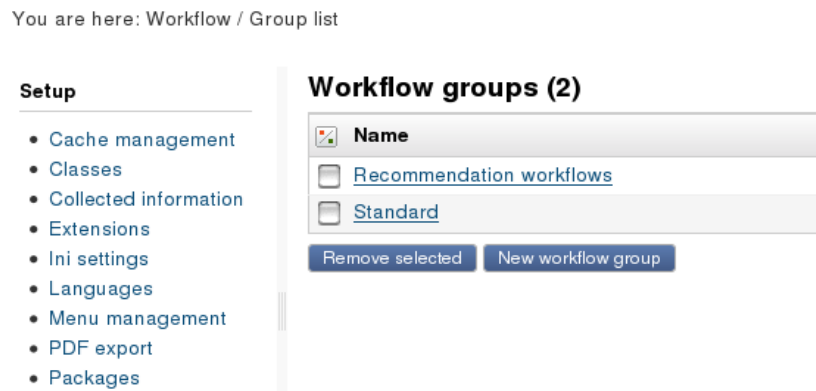 You are here: Workflow / Group list
Setup
Cache management
Classes
Collected information
Extensions
Ini settings
Languages
Menu management
PDF export
Packages
Workflow groups (2)
Name
Recommendation workflows
Standard
Remove selected
New workflow group